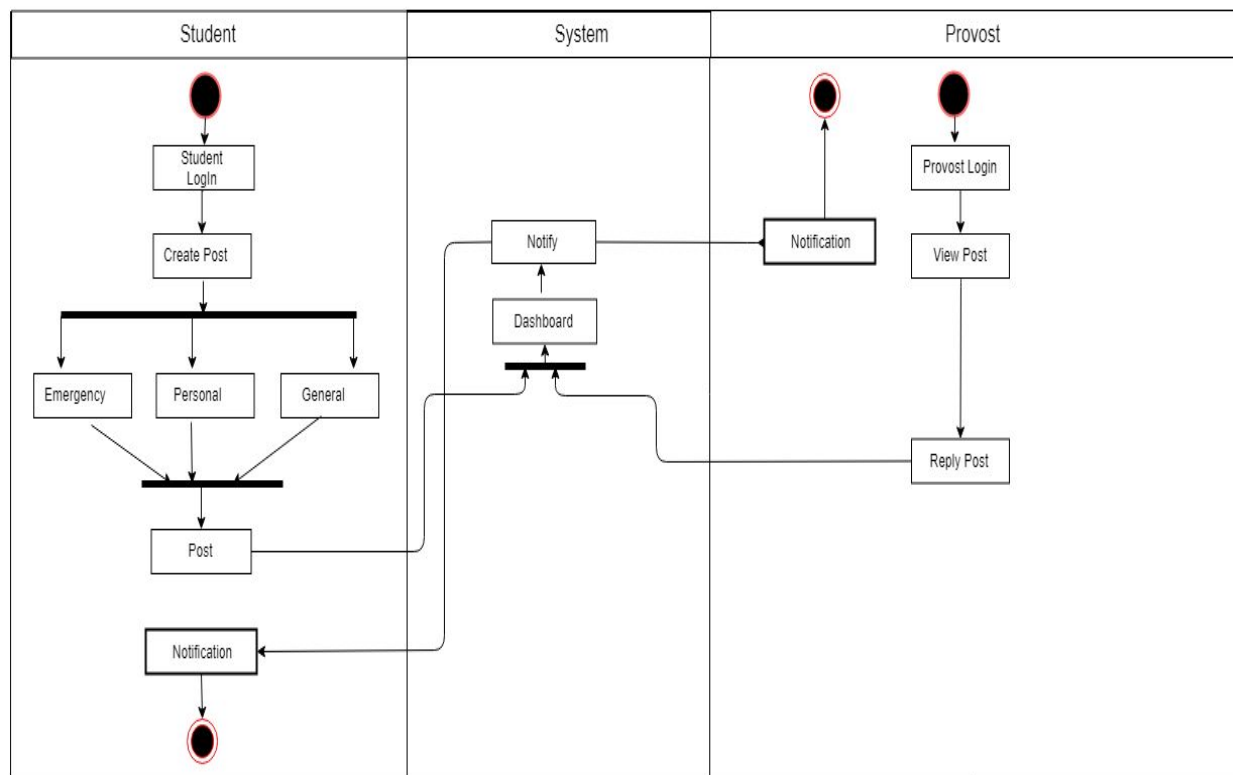 Student
System
Provost
Student
LogIn
Create Post
Emergency
Personal
General
Post
Notification
Notify
Dashboard
Notification
Provost Login
View Post
Reply Post